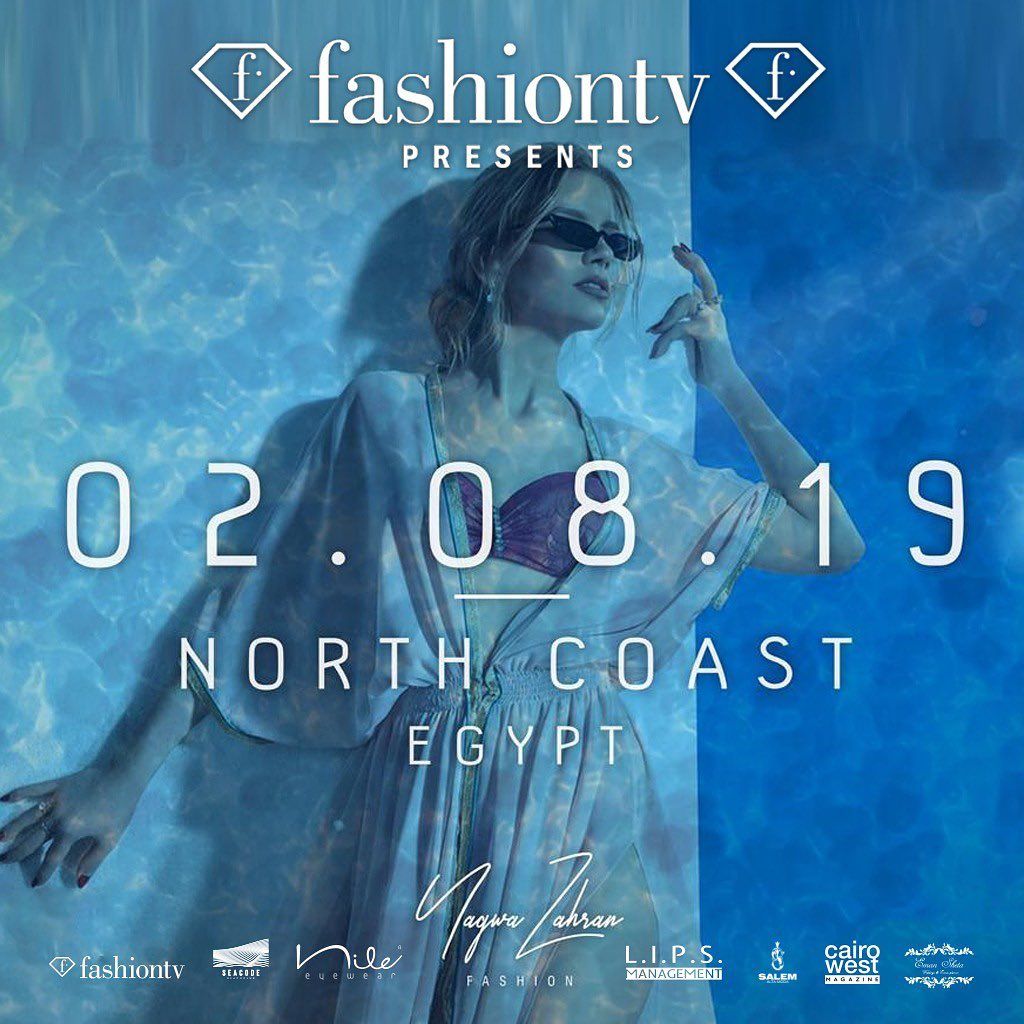 f. fashiontv f.
PRESENTS
02.08.19
NORTH COAST
EGYPT
Nagwa Zahran
FASHION
f. fashiontv
SEACODE
nile
eyewear
L.I.P.S.
MANAGEMENT
SALEM
cairo
west
MAGAZINE